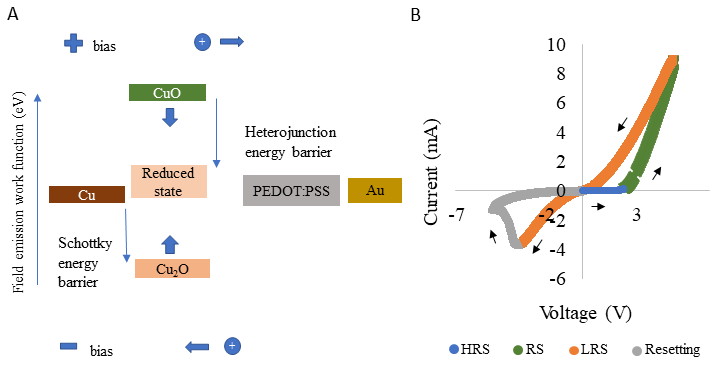 A
bias
+
Field emission work function (eV)
CuO
Heterojunction
energy barrier
Reduced
state
Cu
PEDOT:PSS
Au
Schottky
energy
barrier
Cu₂O
bias
+
B
10
8
6
4
2
0
-2
-4
-6
-7
-2
3
Current (mA)
Voltage (V)
HRS
RS
LRS
Resetting